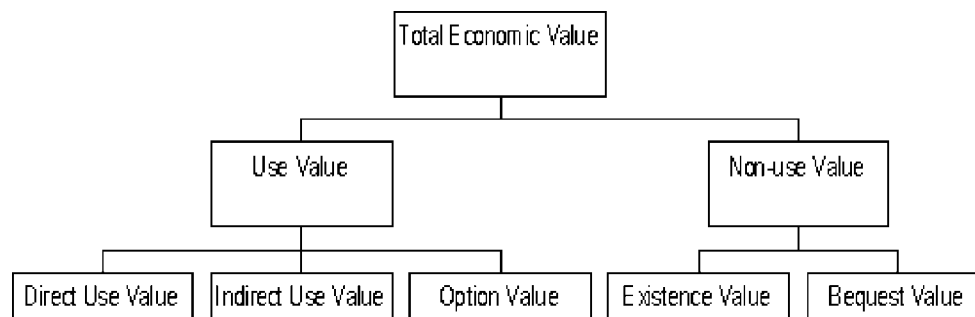 Total Economic Value
Use Value
Non-use Value
Direct Use Value
Indirect Use Value
Option Value
Existence Value
Bequest Value